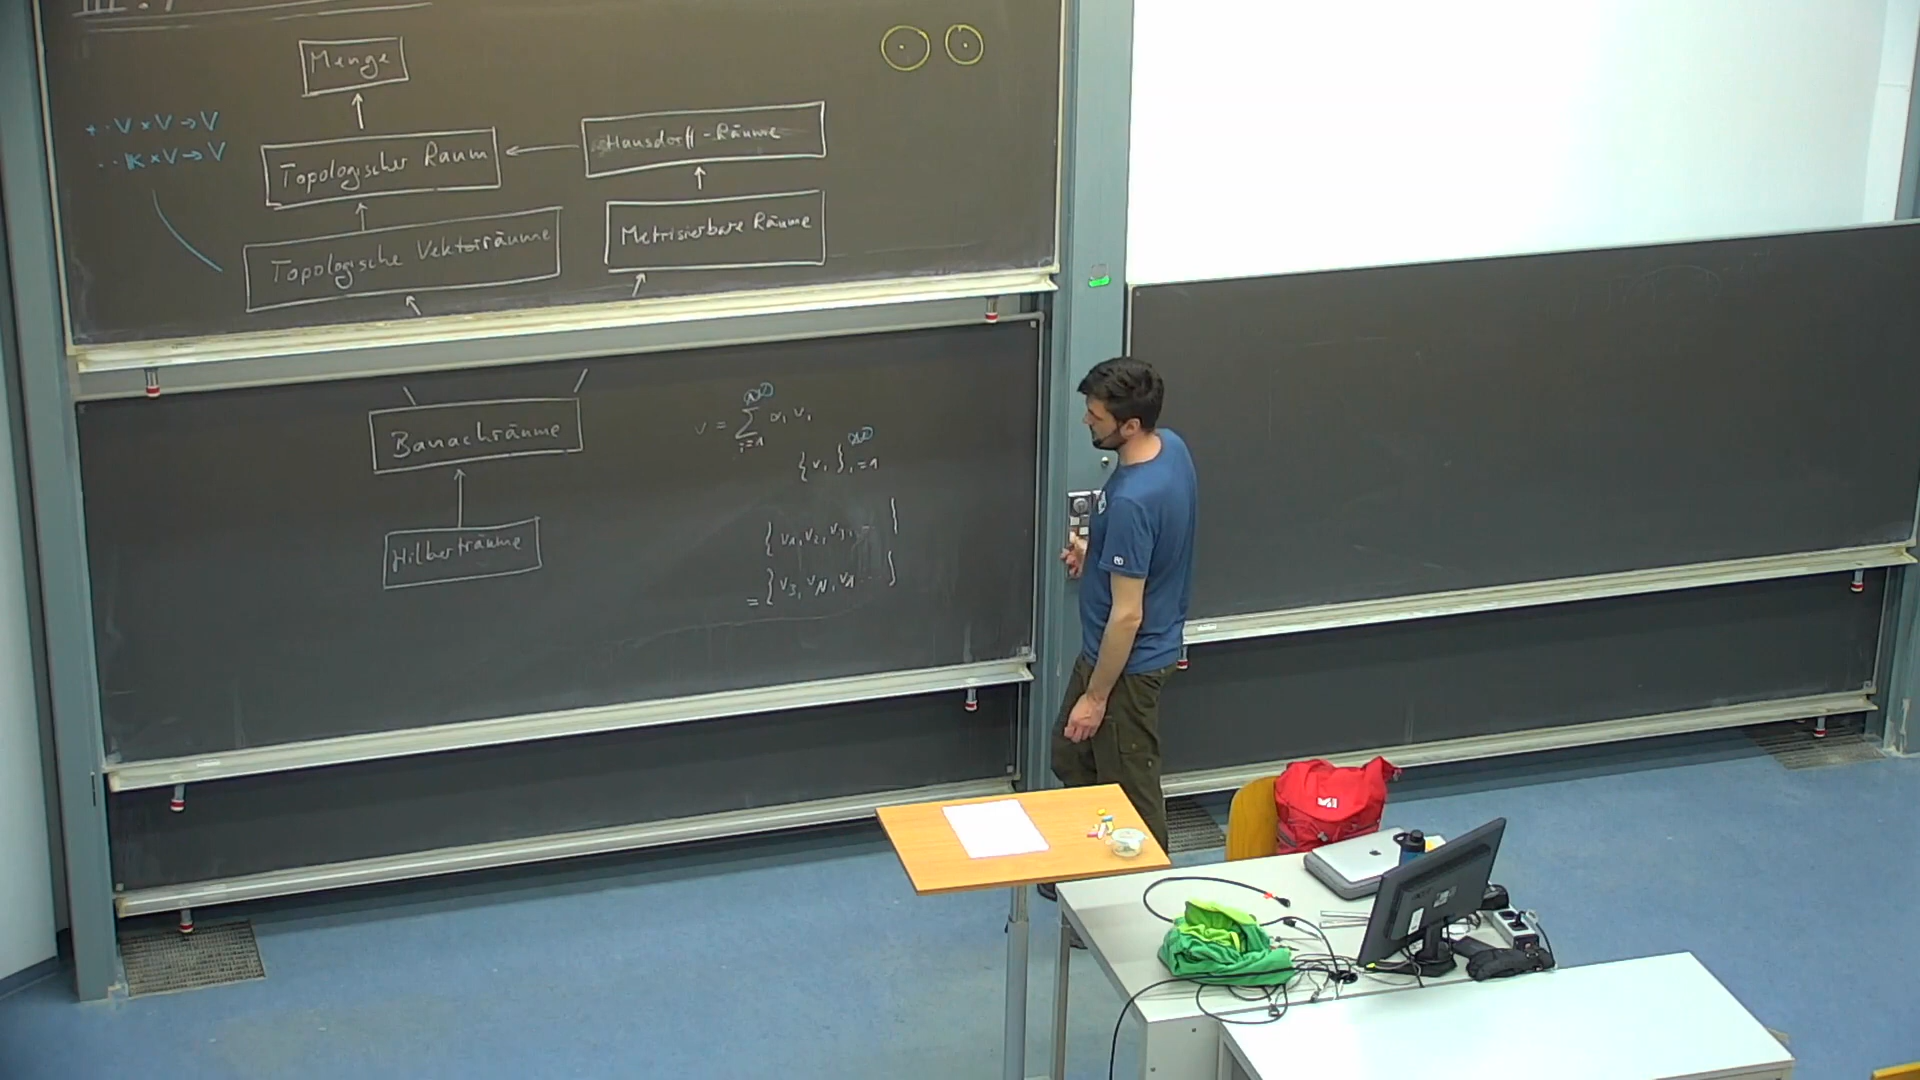 Menge
+ : V × V → V
· : K × V → V
Topologischer Raum
Hausdorff-Räume
Topologische Vektorräume
Metrisierbare Räume
Banachräume
Hilberträume
v = ∑_{i=1}^{∞} α_i v_i
{v_i}_{i=1}^{∞}
{v_1, v_2, v_3, ... }
= {v_3, v_N, v_1 ... }